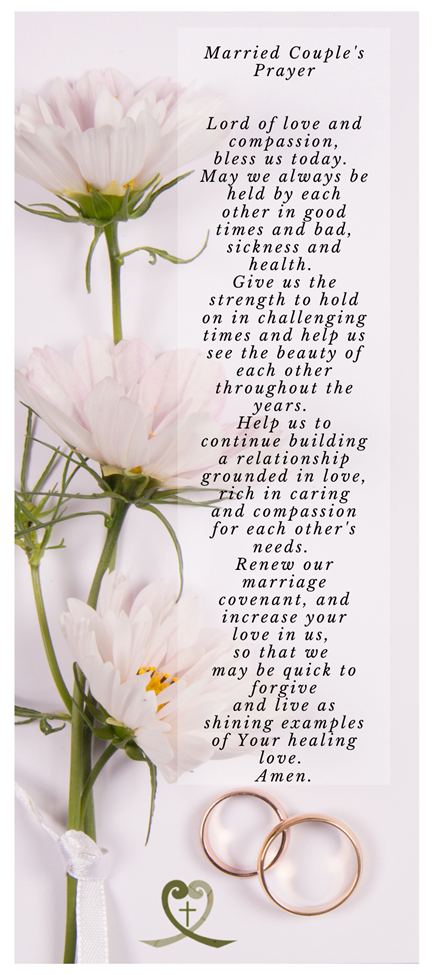 Married Couple's
Prayer
Lord of love and
compassion,
bless us today.
May we always be
held by each
other in good
times and bad,
sickness and
health.
Give us the
strength to hold
on in challenging
times and help us
see the beauty of
each other
throughout the
years.
Help us to
continue building
a relationship
grounded in love,
rich in caring
and compassion
for each other's
needs.
Renew our
marriage
covenant, and
increase your
love in us,
so that we
may be quick to
forgive
and live as
shining examples
of Your healing
love.
Amen.